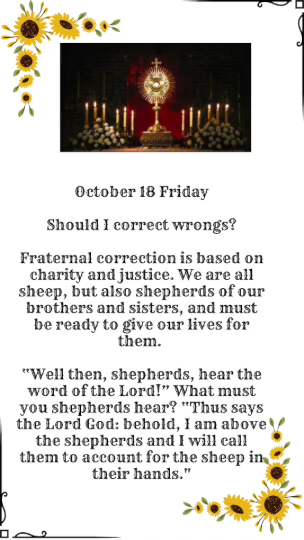 October 18 Friday
Should I correct wrongs?
Fraternal correction is based on
charity and justice. We are all
sheep, but also shepherds of our
brothers and sisters, and must
be ready to give our lives for
them.
"Well then, shepherds, hear the
word of the Lord!" What must
you shepherds hear? "Thus says
the Lord God: behold, I am above
the shepherds and I will call
them to account for the sheep in
their hands."